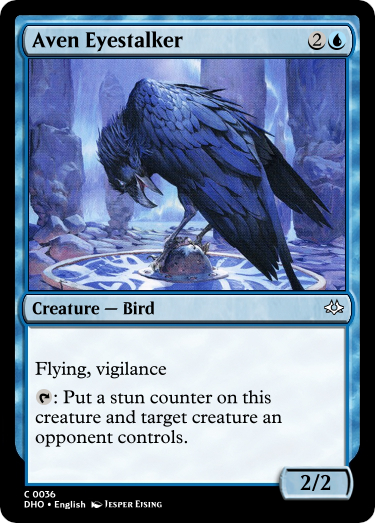 Aven Eyestalker 2
Creature — Bird
Flying, vigilance
: Put a stun counter on this
creature and target creature an
opponent controls.
2/2
C 0036
DHO • English Jesper Eising